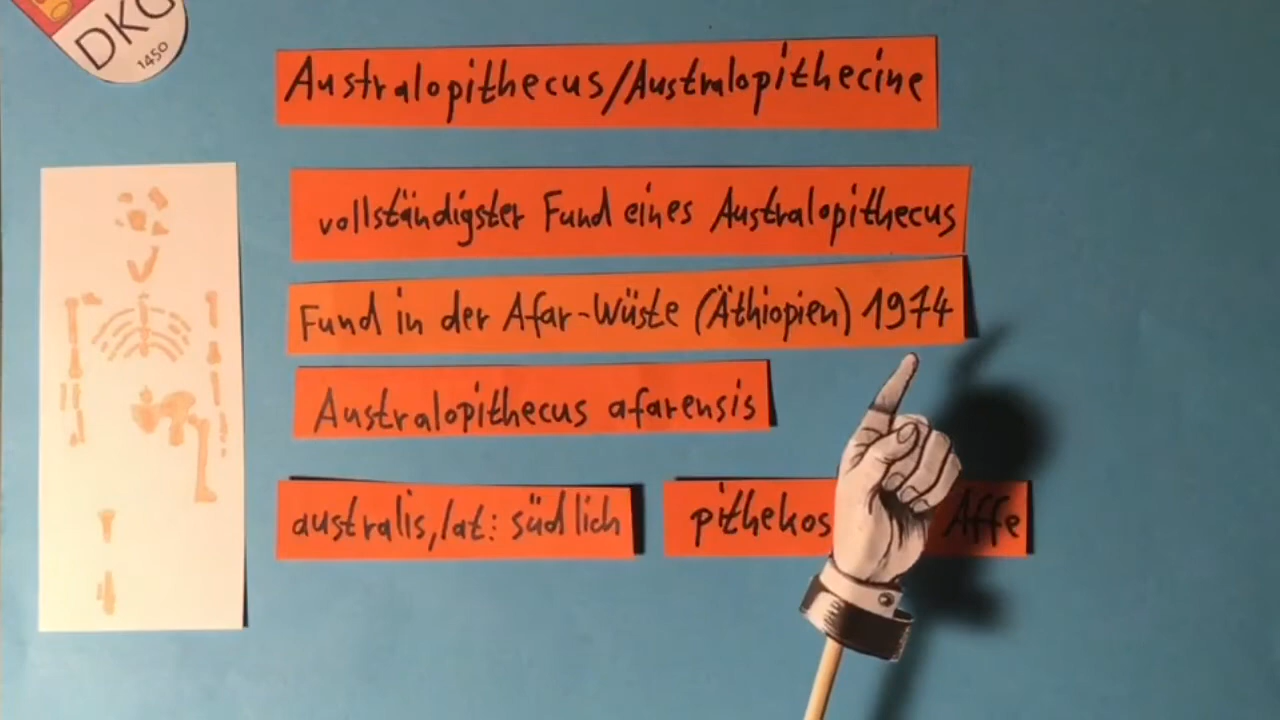 DKG
1450
Australopithecus/Australopithecine
vollständigster Fund eines Australopithecus
Fund in der Afar-Wüste (Äthiopien) 1974
Australopithecus afarensis
australis, lat: südlich
pithekos Affe